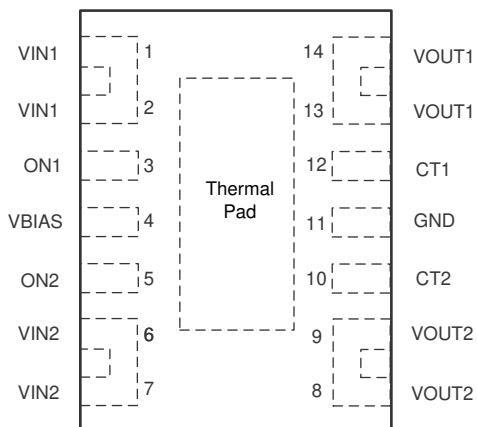 VIN1 1 14 VOUT1
VIN1 2 13 VOUT1
ON1 3 12 CT1
Thermal
Pad
VBIAS 4 11 GND
ON2 5 10 CT2
VIN2 6 9 VOUT2
VIN2 7 8 VOUT2